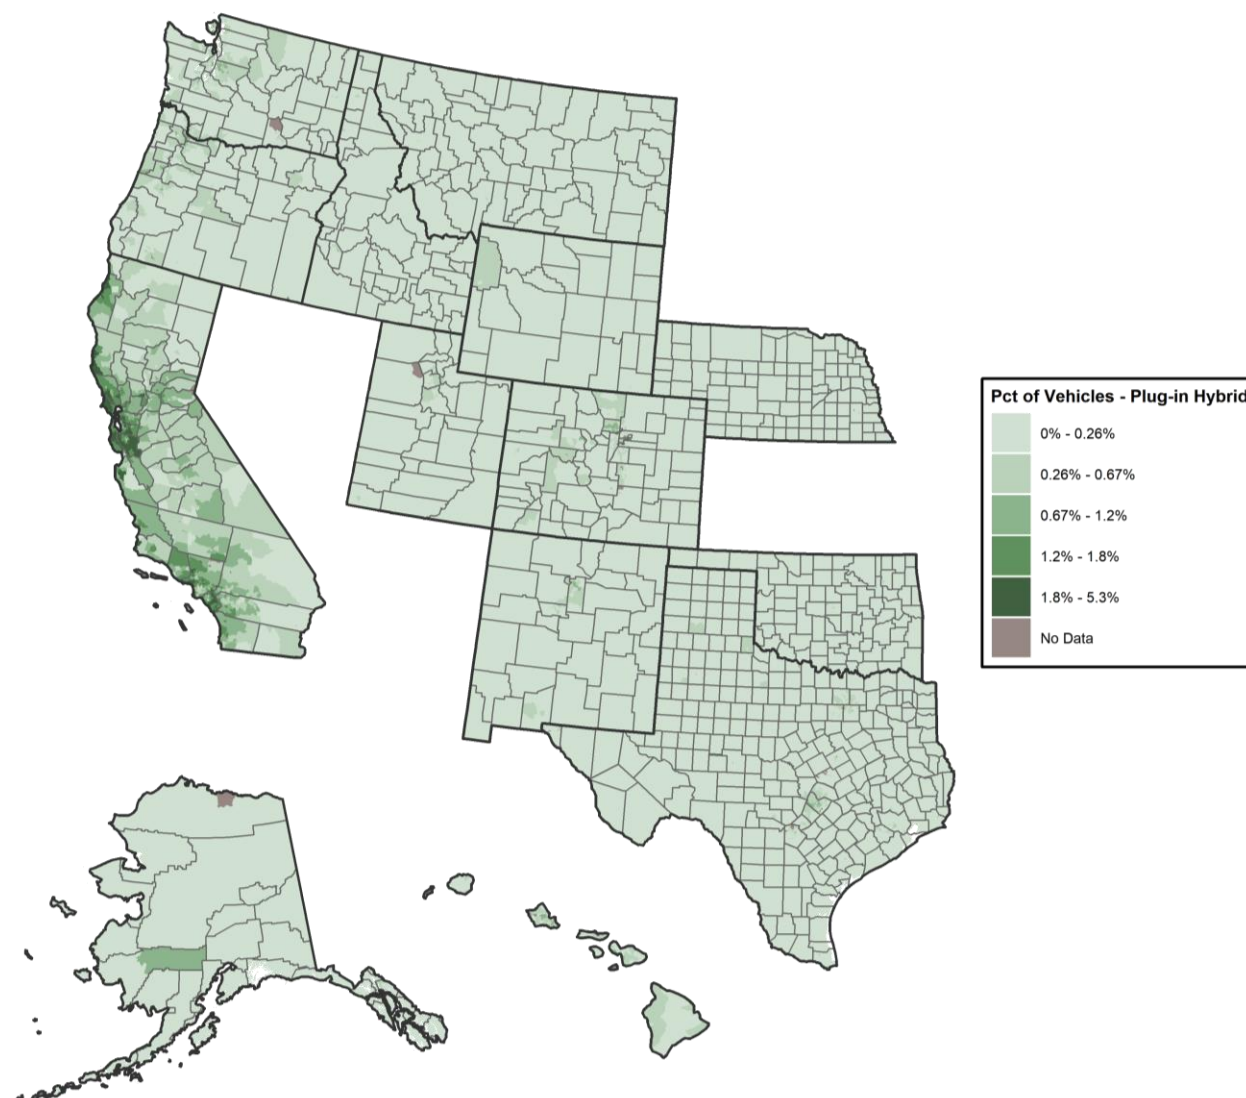 Pct of Vehicles - Plug-in Hybrid
0% - 0.26%
0.26% - 0.67%
0.67% - 1.2%
1.2% - 1.8%
1.8% - 5.3%
No Data